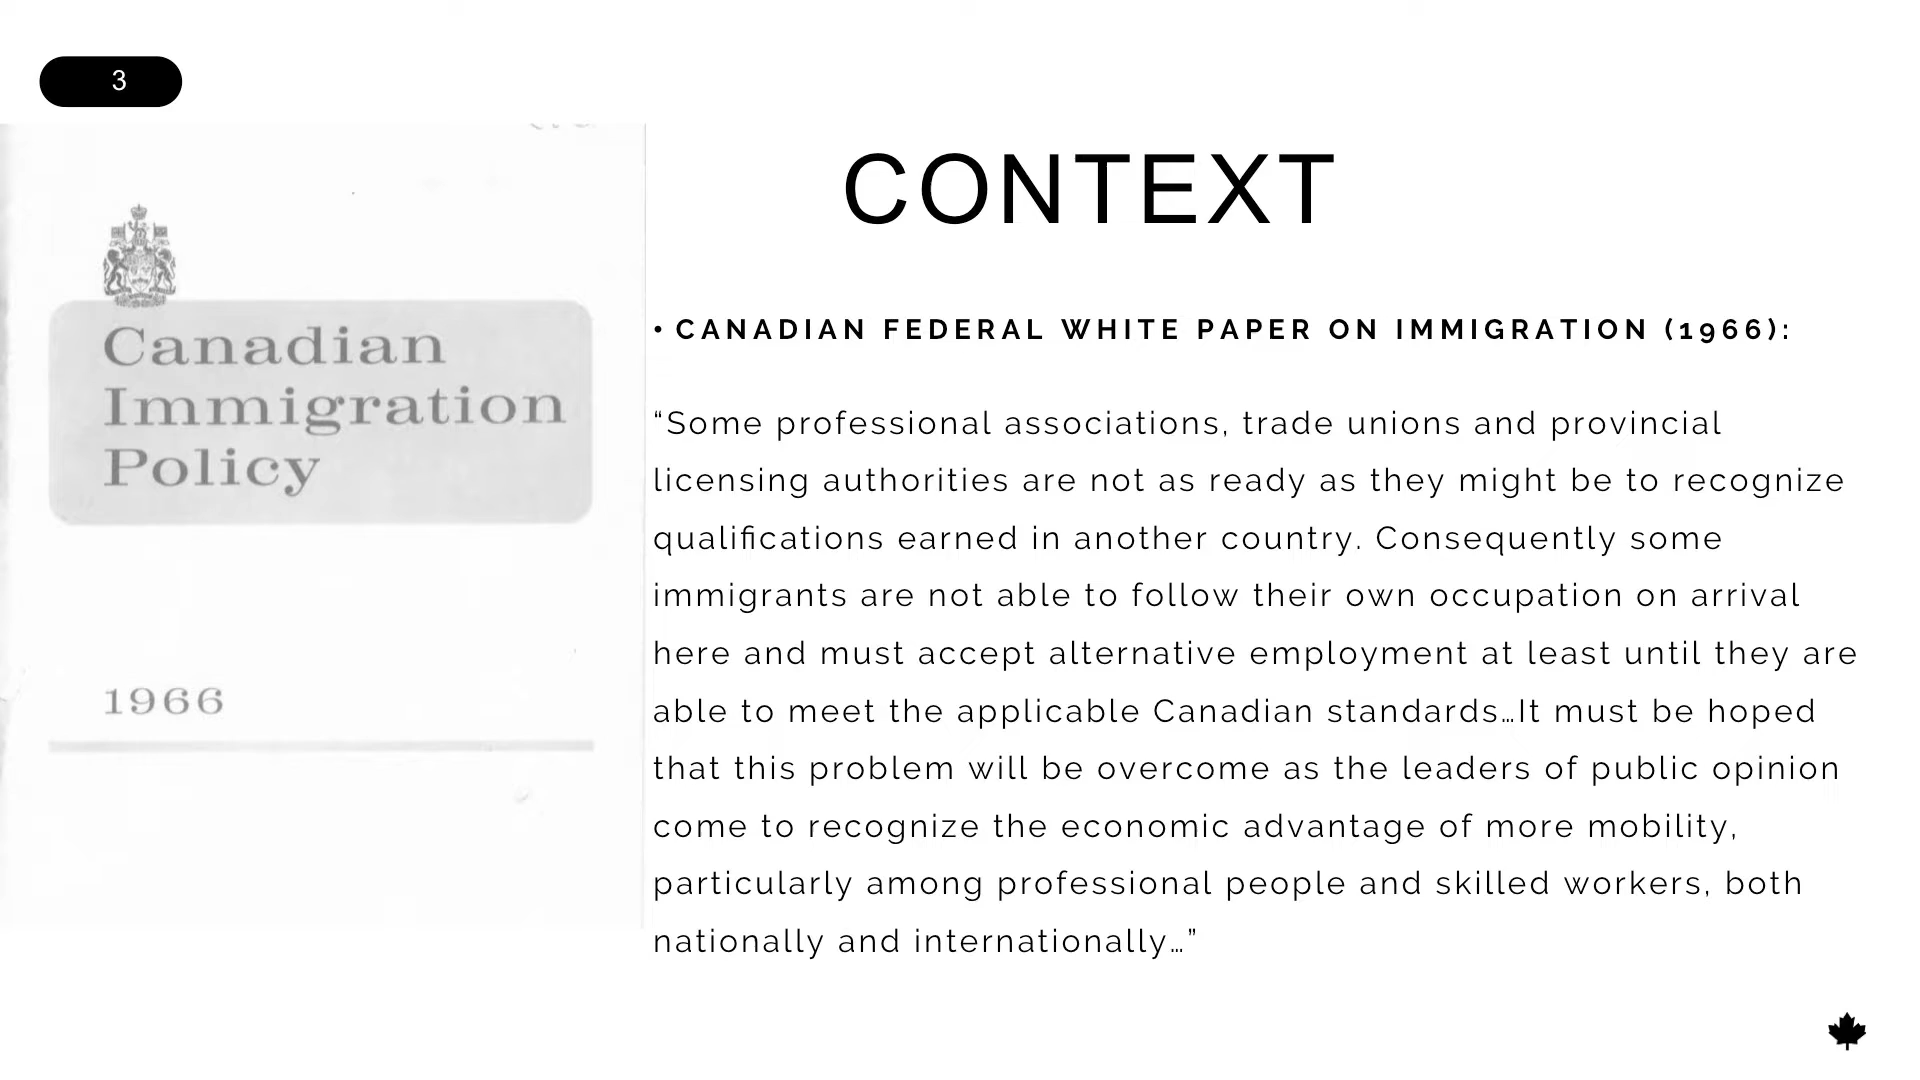 3
Canadian
Immigration
Policy
1966
CONTEXT
• CANADIAN FEDERAL WHITE PAPER ON IMMIGRATION (1966):
“Some professional associations, trade unions and provincial
licensing authorities are not as ready as they might be to recognize
qualifications earned in another country. Consequently some
immigrants are not able to follow their own occupation on arrival
here and must accept alternative employment at least until they are
able to meet the applicable Canadian standards…It must be hoped
that this problem will be overcome as the leaders of public opinion
come to recognize the economic advantage of more mobility,
particularly among professional people and skilled workers, both
nationally and internationally…”